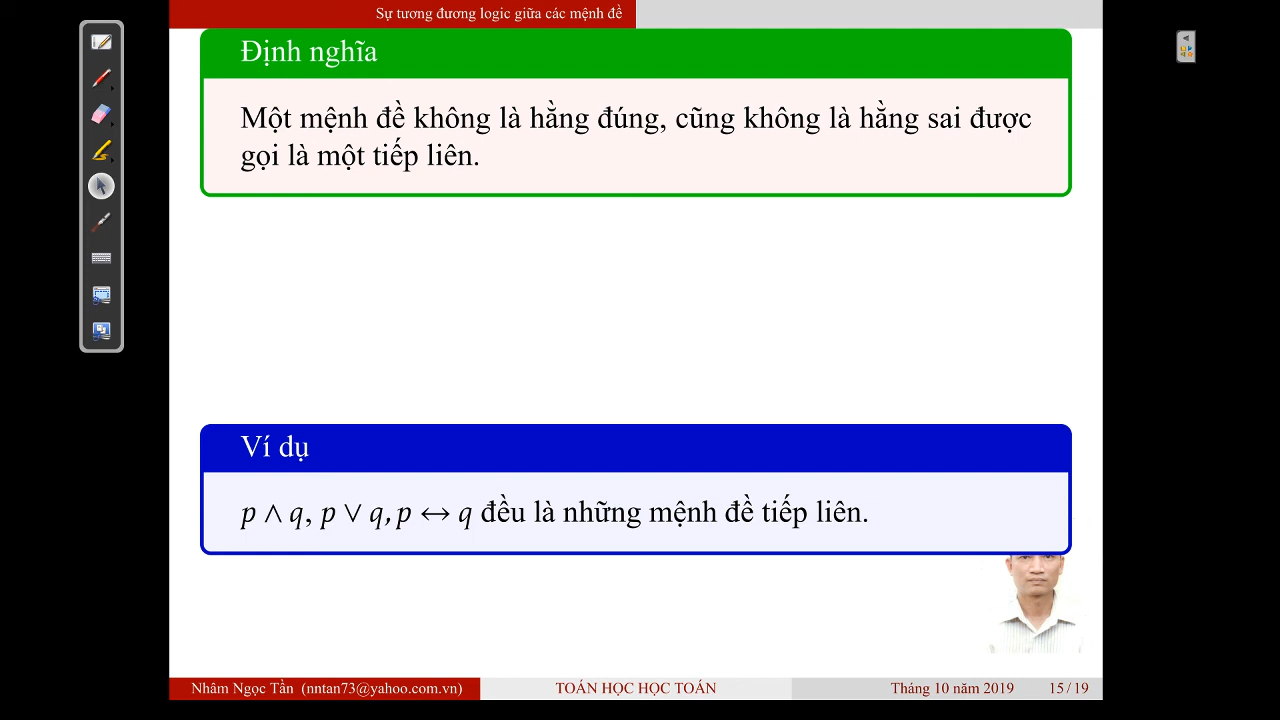 Sự tương đương logic giữa các mệnh đề
Định nghĩa
Một mệnh đề không là hằng đúng, cũng không là hằng sai được
gọi là một tiếp liên.
Ví dụ
p ∧ q, p ∨ q, p ↔ q đều là những mệnh đề tiếp liên.
Nhâm Ngọc Tần (nntan73@yahoo.com.vn) TOÁN HỌC HỌC TOÁN Tháng 10 năm 2019 15 / 19